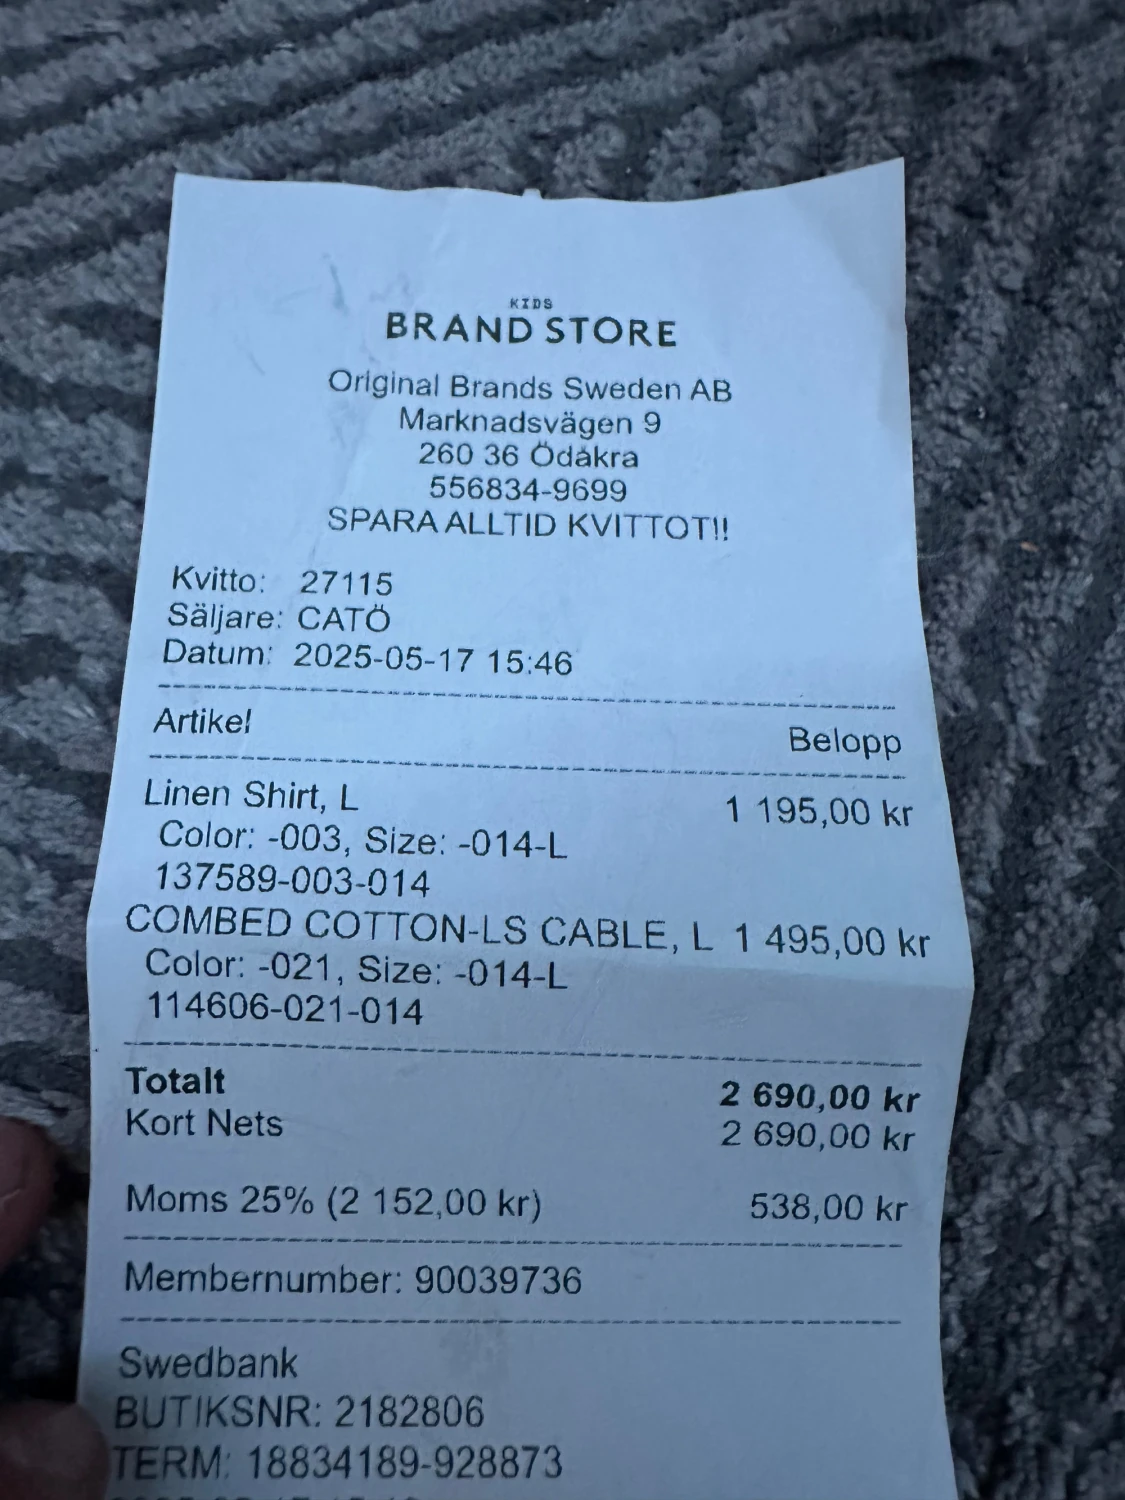 KIDS
BRAND STORE
Original Brands Sweden AB
Marknadsvägen 9
260 36 Ödåkra
556834-9699
SPARA ALLTID KVITTOT!!
Kvitto: 27115
Säljare: CATÖ
Datum: 2025-05-17 15:46
Artikel Belopp
Linen Shirt, L 1 195,00 kr
Color: -003, Size: -014-L
137589-003-014
COMBED COTTON-LS CABLE, L 1 495,00 kr
Color: -021, Size: -014-L
114606-021-014
Totalt 2 690,00 kr
Kort Nets 2 690,00 kr
Moms 25% (2 152,00 kr) 538,00 kr
Membernumber: 90039736
Swedbank
BUTIKSNR: 2182806
TERM: 18834189-928873